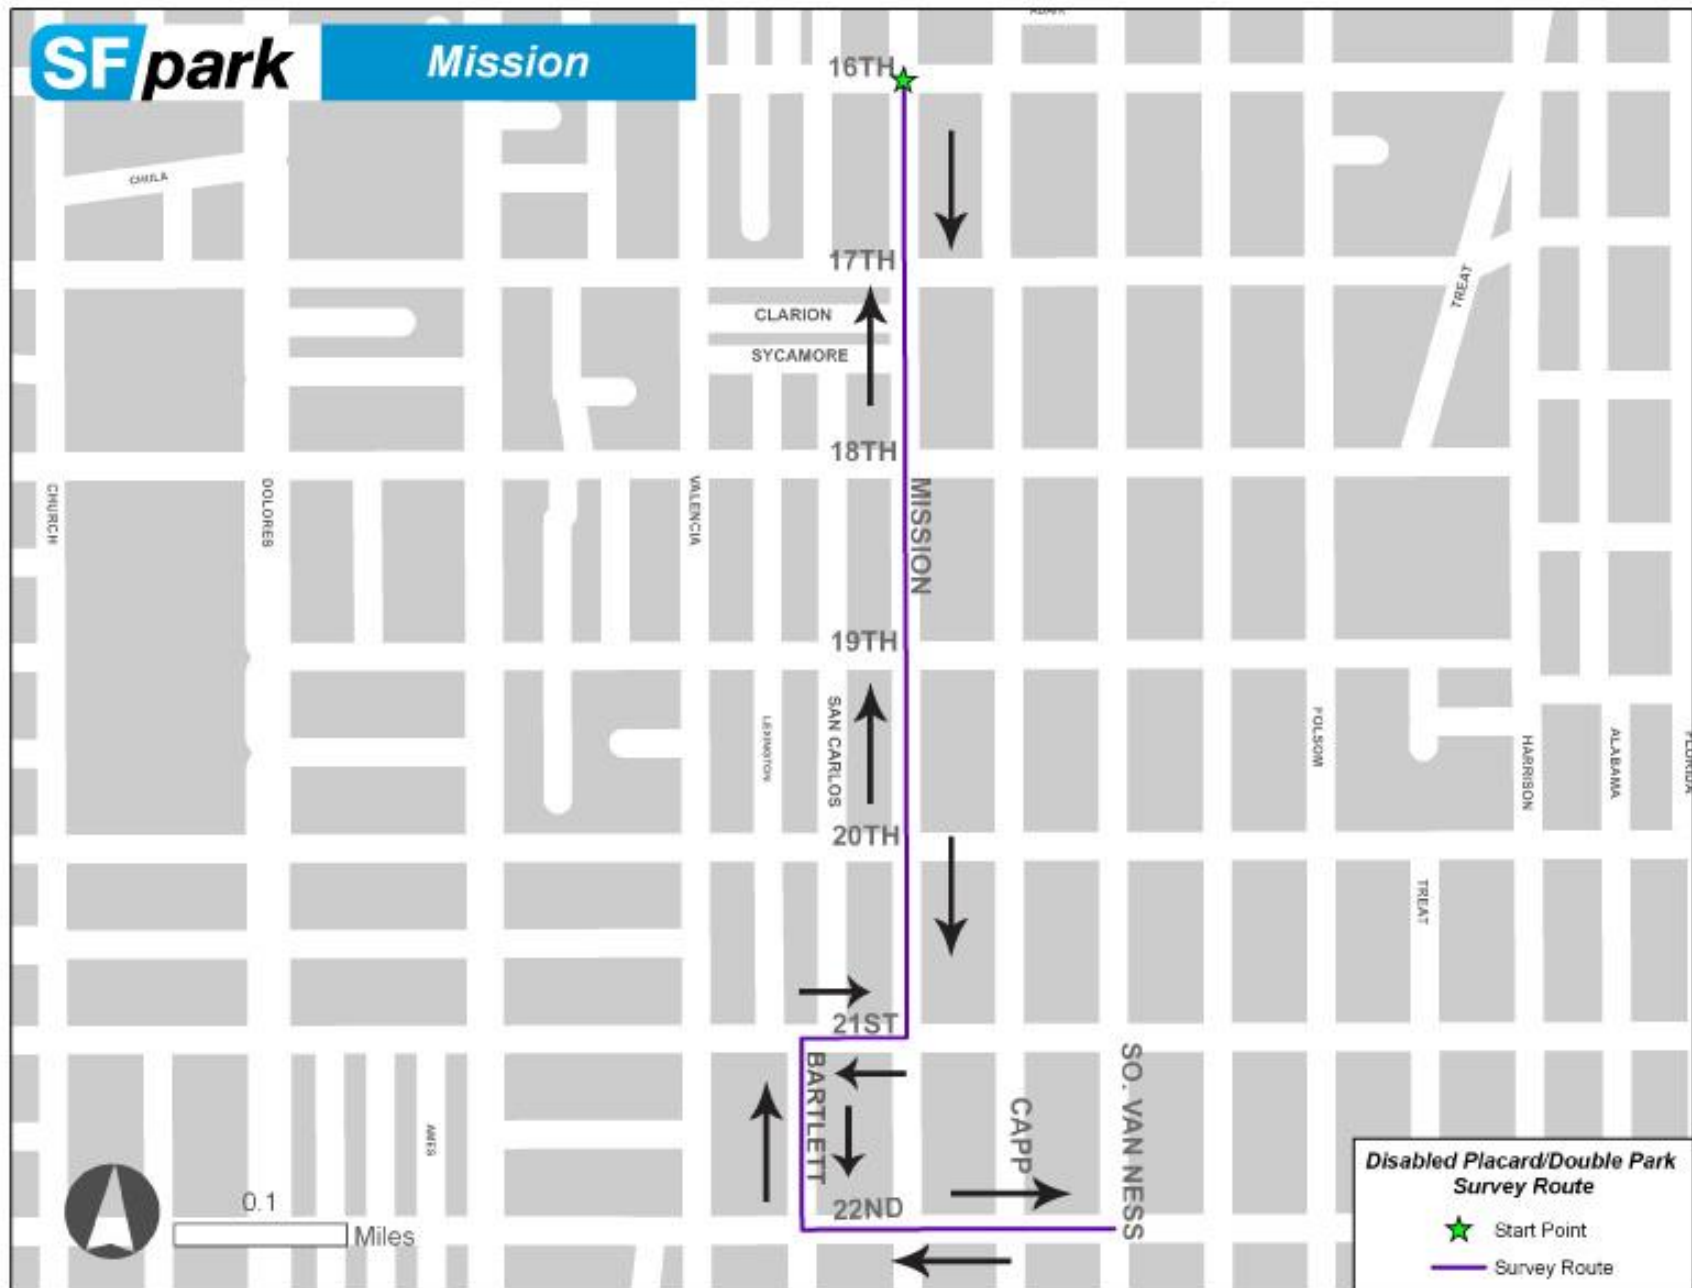 SFpark
Mission
16TH
CHULA
17TH
TREAT
CLARION
SYCAMORE
18TH
CHURCH
DOLORES
VALENCIA
MISSION
19TH
LEXINGTON
SAN CARLOS
FOLSOM
HARRISON
ALABAMA
FLORIDA
20TH
TREAT
21ST
BARTLETT
SO. VAN NESS
CAPP
AMES
22ND
0.1
Miles
Disabled Placard/Double Park
Survey Route
Start Point
Survey Route